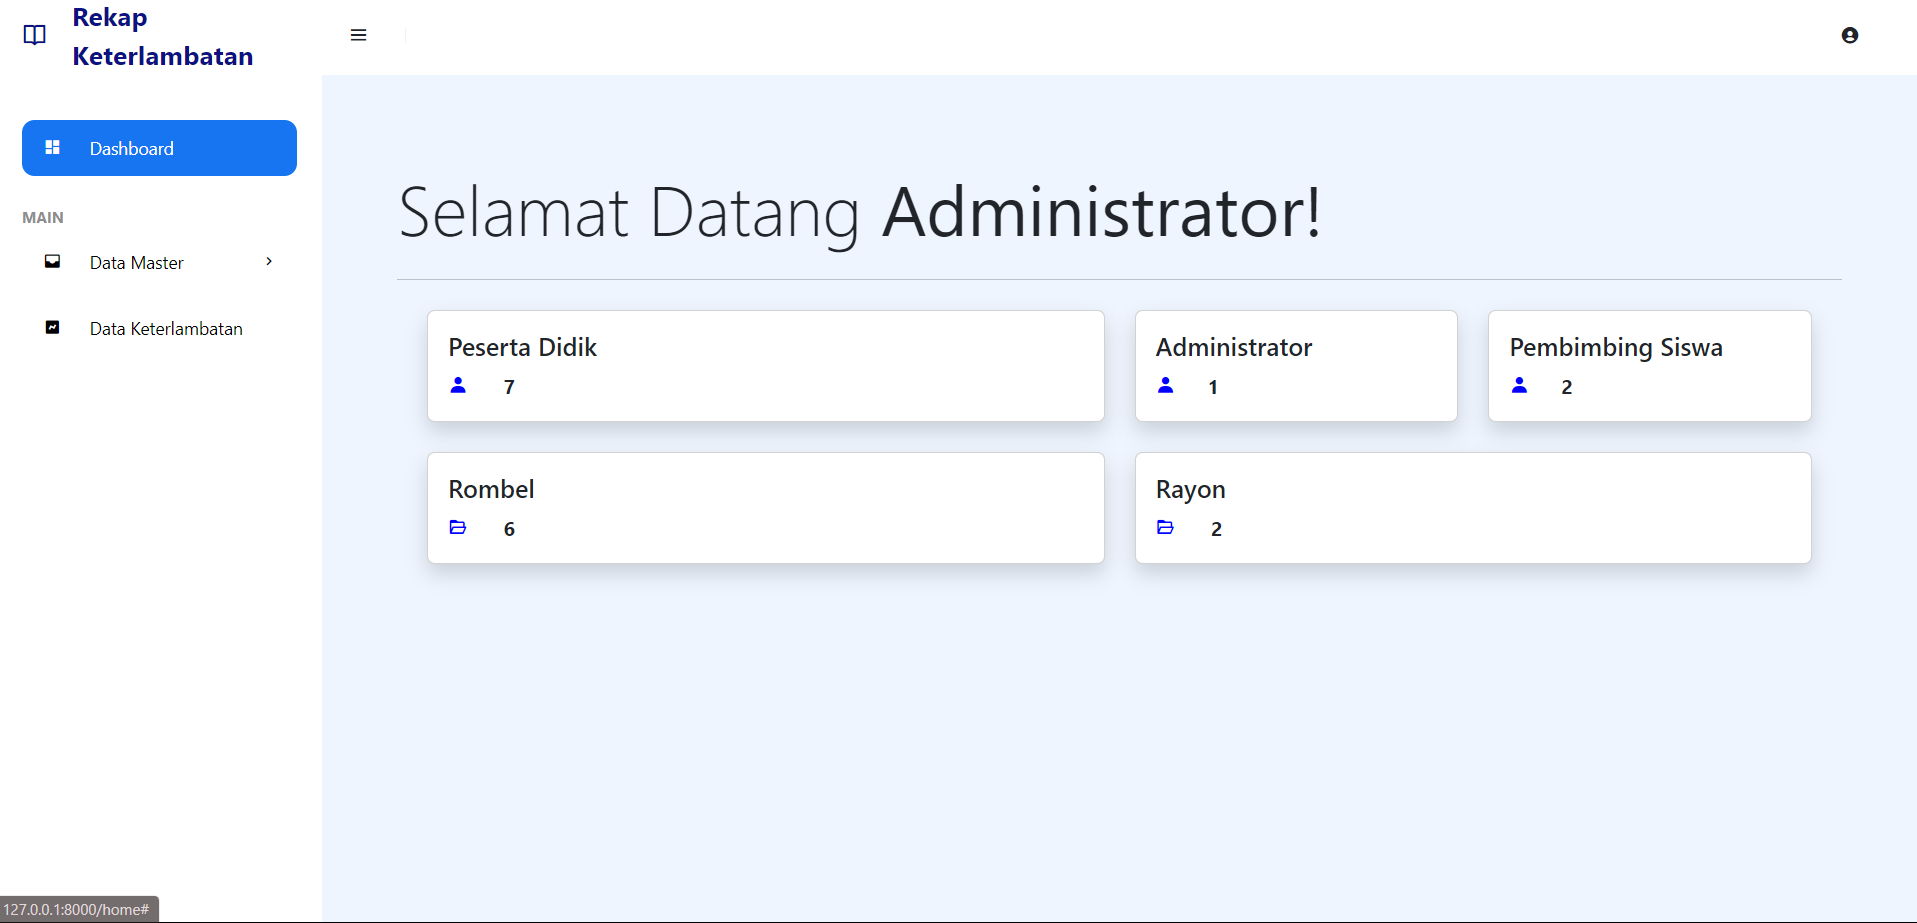 Rekap
Keterlambatan
Dashboard
MAIN
Data Master
Data Keterlambatan
Selamat Datang Administrator!
Peserta Didik
7
Administrator
1
Pembimbing Siswa
2
Rombel
6
Rayon
2
127.0.0.1:8000/home#